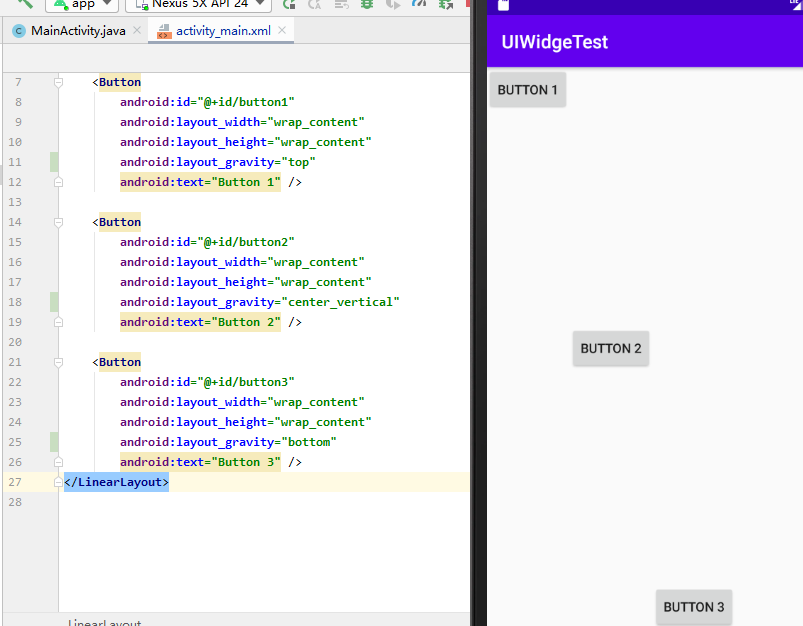 app
Nexus 5X API 24
MainActivity.java
activity_main.xml
7 <Button
8 android:id="@+id/button1"
9 android:layout_width="wrap_content"
10 android:layout_height="wrap_content"
11 android:layout_gravity="top"
12 android:text="Button 1" />
13
14 <Button
15 android:id="@+id/button2"
16 android:layout_width="wrap_content"
17 android:layout_height="wrap_content"
18 android:layout_gravity="center_vertical"
19 android:text="Button 2" />
20
21 <Button
22 android:id="@+id/button3"
23 android:layout_width="wrap_content"
24 android:layout_height="wrap_content"
25 android:layout_gravity="bottom"
26 android:text="Button 3" />
27 </LinearLayout>
28
LinearLayout
UIWidgeTest
BUTTON 1
BUTTON 2
BUTTON 3